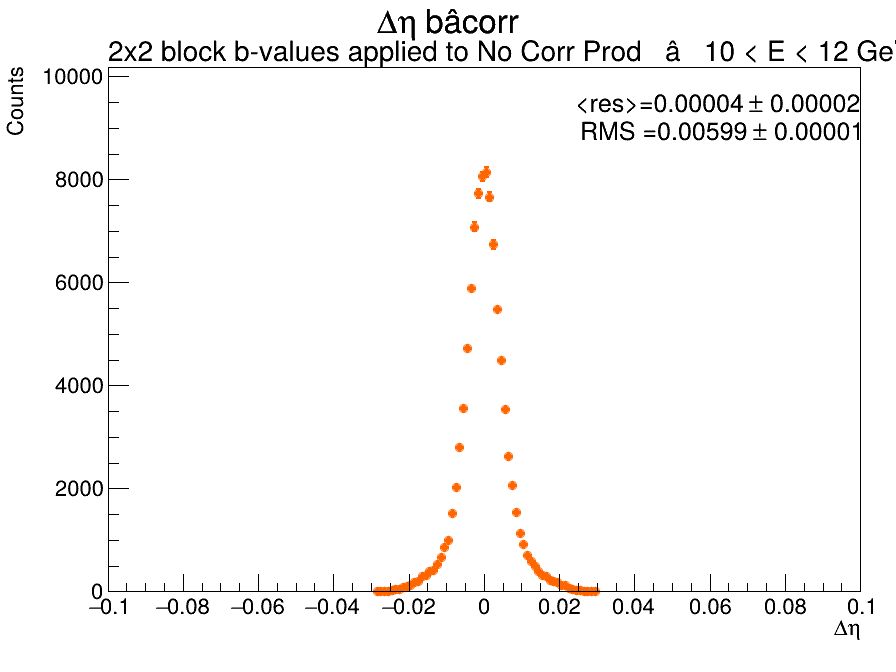 Δη bâcorr
2x2 block b-values applied to No Corr Prod â 10 < E < 12 GeV
Counts
<res>=0.00004 ± 0.00002
RMS =0.00599 ± 0.00001
10000
8000
6000
4000
2000
0
−0.1 −0.08 −0.06 −0.04 −0.02 0 0.02 0.04 0.06 0.08 0.1
Δη